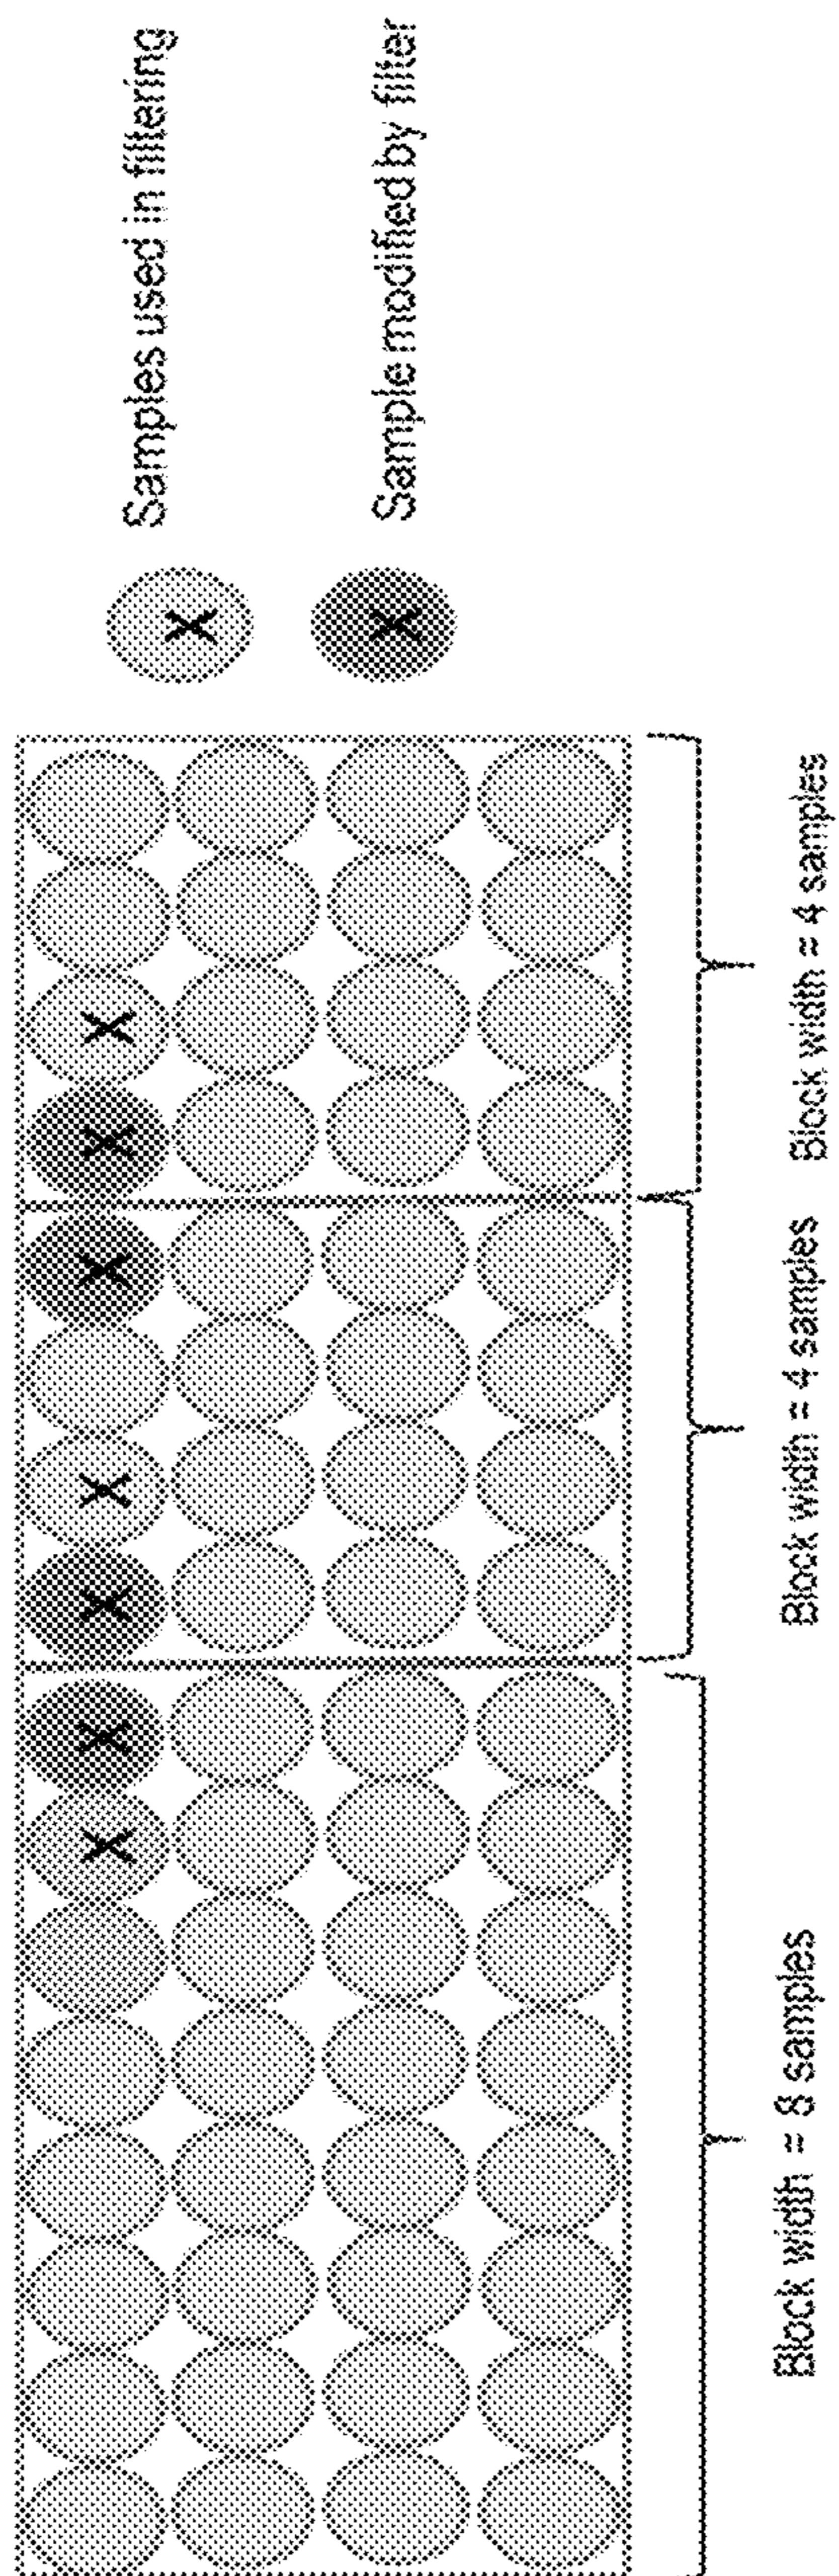 Block width = 8 samples
Block width = 4 samples
Block width = 4 samples
X Samples used in filtering
X Sample modified by filter
X
X
X
X
X
X